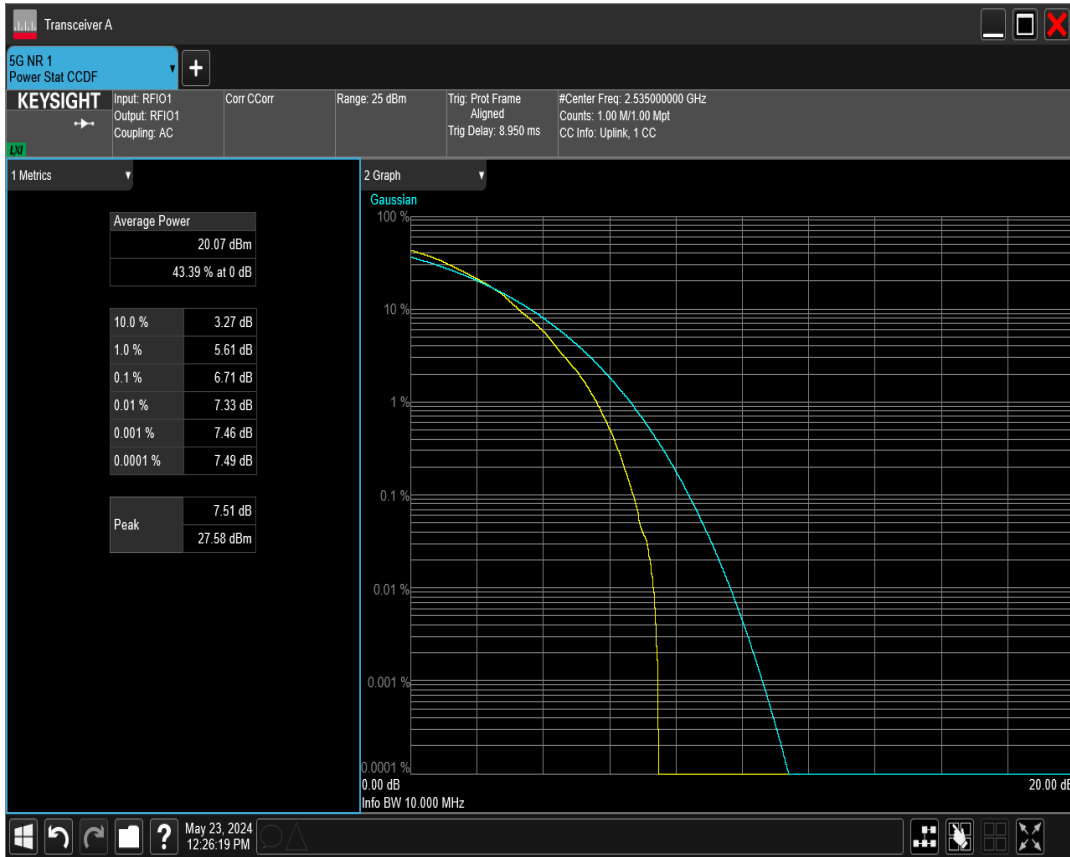 Transceiver A
5G NR 1
Power Stat CCDF
KEYSIGHT
LXI
Input: RFIO1
Output: RFIO1
Coupling: AC
Corr CCorr
Range: 25 dBm
Trig: Prot Frame
Aligned
Trig Delay: 8.950 ms
#Center Freq: 2.535000000 GHz
Counts: 1.00 M/1.00 Mpt
CC Info: Uplink, 1 CC
1 Metrics
Average Power
20.07 dBm
43.39 % at 0 dB
10.0 % 3.27 dB
1.0 % 5.61 dB
0.1 % 6.71 dB
0.01 % 7.33 dB
0.001 % 7.46 dB
0.0001 % 7.49 dB
Peak
7.51 dB
27.58 dBm
2 Graph
Gaussian
100 %
10 %
1 %
0.1 %
0.01 %
0.001 %
0.0001 %
0.00 dB 20.00 dB
Info BW 10.000 MHz
? May 23, 2024
12:26:19 PM